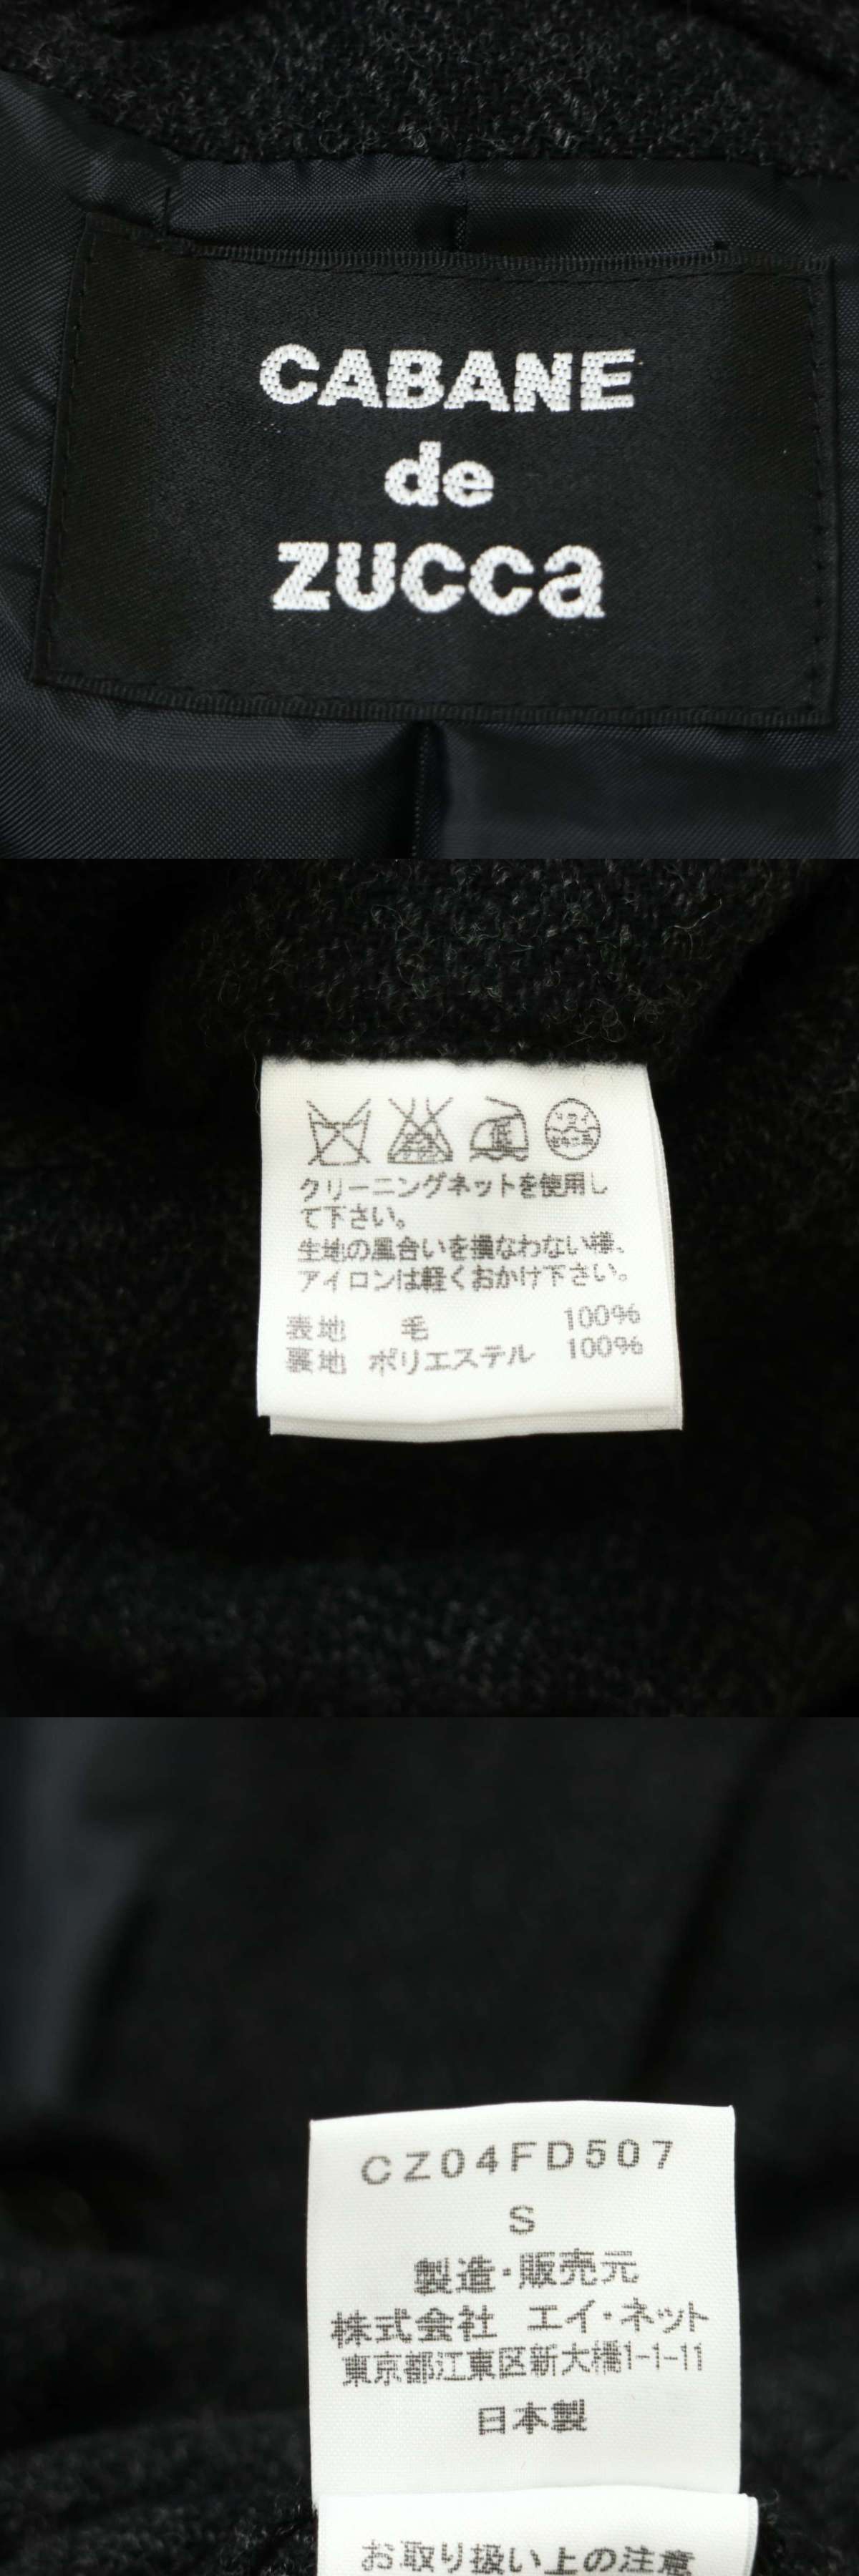 CABANE
de
zucca
クリーニングネットを使用し
て下さい。
生地の風合いを損なわない様、
アイロンは軽くおかけ下さい。
表地 毛 100%
裏地 ポリエステル 100%
CZ04FD507
S
製造・販売元
株式会社 エイ・ネット
東京都江東区新大橋1-1-11
日本製
お取り扱い上の注意